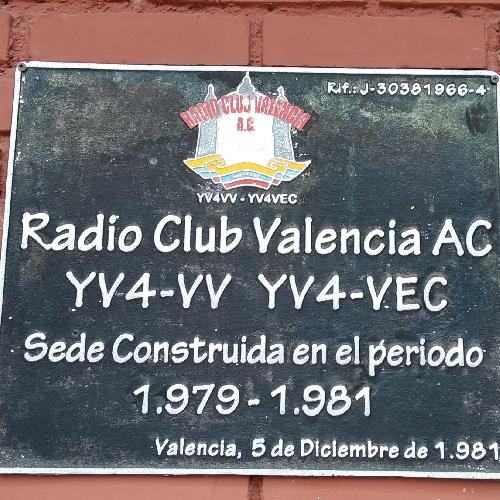 Rif.: J-30381966-4
RADIO CLUJ VALENCIA
A.C.
YV4VV - YV4VEC
Radio Club Valencia AC
YV4-VV YV4-VEC
Sede Construida en el periodo
1.979 - 1.981
Valencia, 5 de Diciembre de 1.981